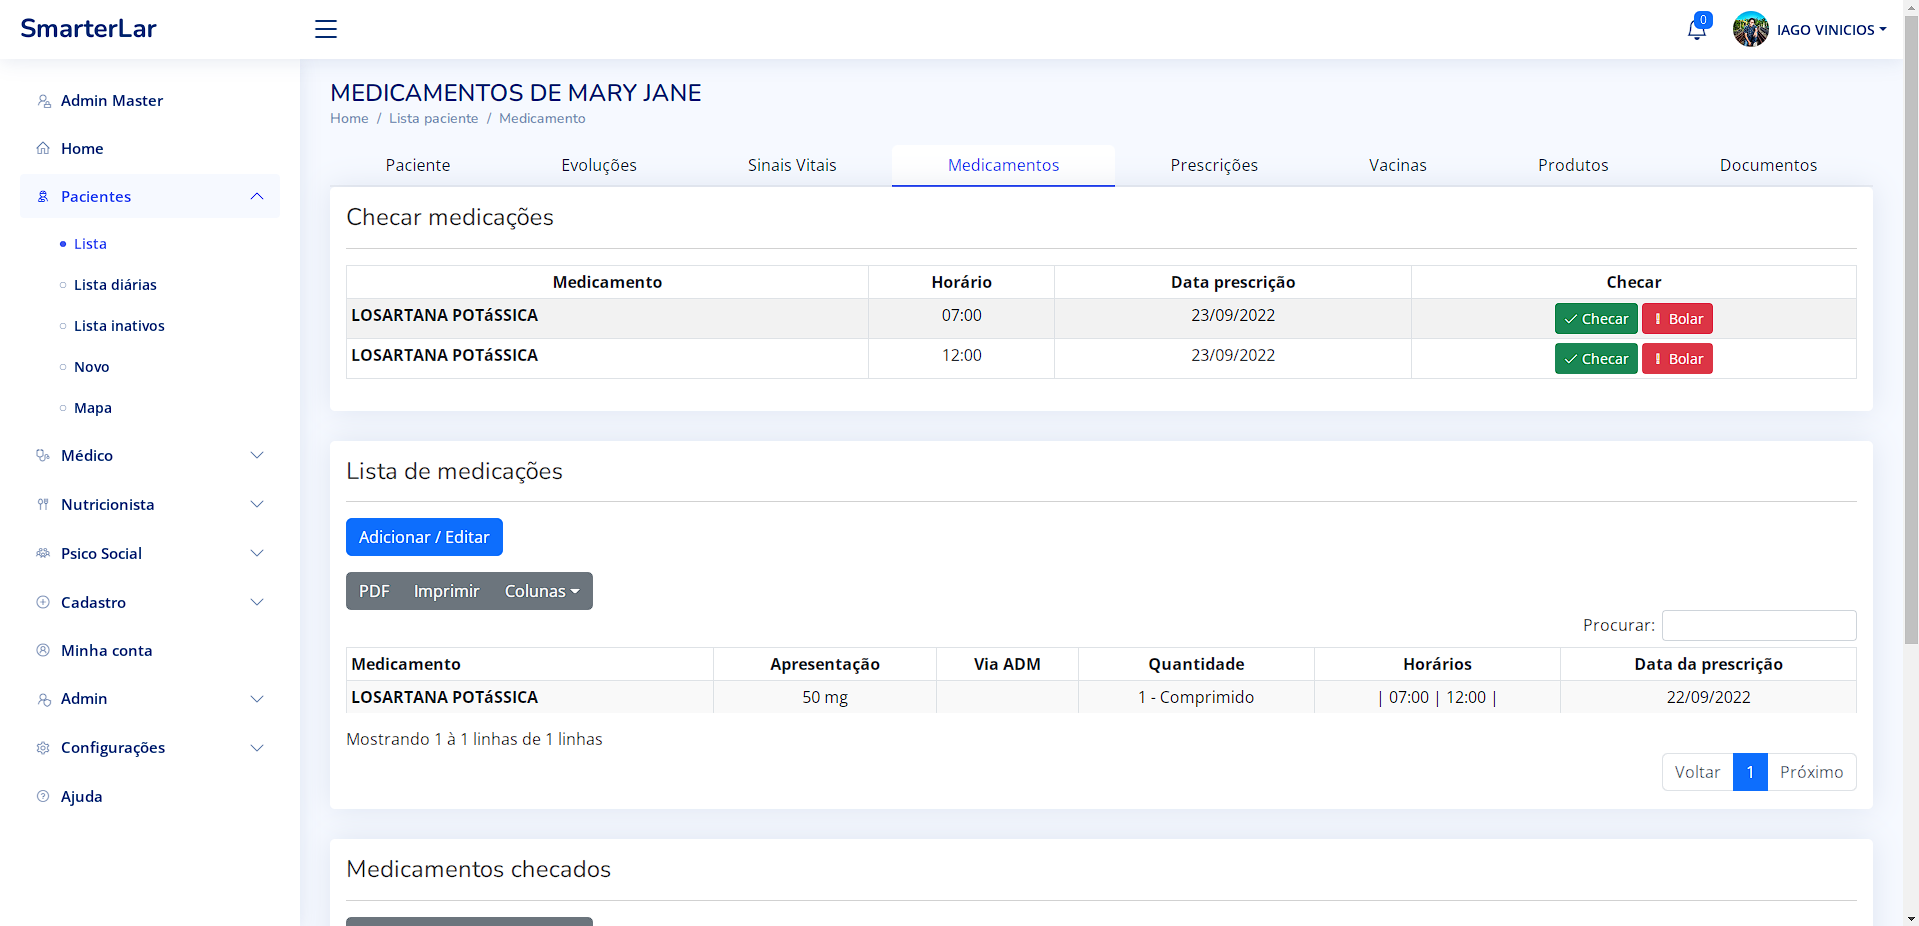 SmarterLar
0
IAGO VINICIOS
Admin Master
Home
Pacientes
Lista
Lista diárias
Lista inativos
Novo
Mapa
Médico
Nutricionista
Psico Social
Cadastro
Minha conta
Admin
Configurações
Ajuda
MEDICAMENTOS DE MARY JANE
Home / Lista paciente / Medicamento
Paciente Evoluções Sinais Vitais Medicamentos Prescrições Vacinas Produtos Documentos
Checar medicações
Medicamento Horário Data prescrição Checar
LOSARTANA POTáSSICA 07:00 23/09/2022 Checar Bolar
LOSARTANA POTáSSICA 12:00 23/09/2022 Checar Bolar
Lista de medicações
Adicionar / Editar
PDF Imprimir Colunas
Procurar:
Medicamento Apresentação Via ADM Quantidade Horários Data da prescrição
LOSARTANA POTáSSICA 50 mg 1 - Comprimido | 07:00 | 12:00 | 22/09/2022
Mostrando 1 à 1 linhas de 1 linhas
Voltar 1 Próximo
Medicamentos checados